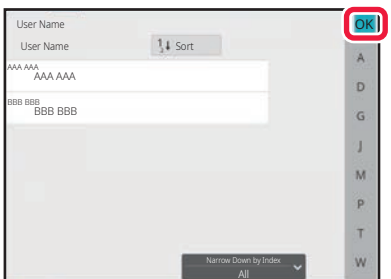 User Name
OK
User Name
Sort
A
AAA AAA
AAA AAA
D
BBB BBB
BBB BBB
G
J
M
P
T
Narrow Down by Index
All
W